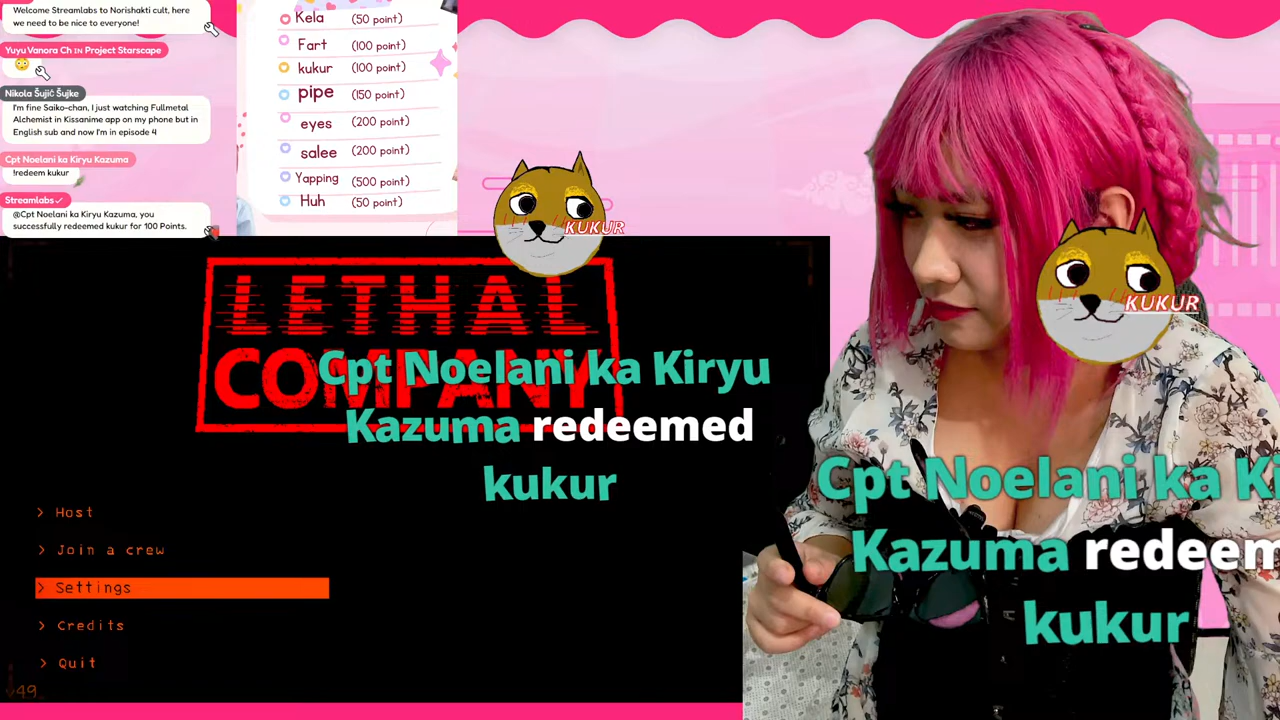 Welcome Streamlabs to Norishakti cult, here
we need to be nice to everyone!
Yuyu Vanora Ch IN Project Starscape
Nikola Šujić Šujke
I'm fine Saiko-chan, I just watching Fullmetal
Alchemist in Kissanime app on my phone but in
English sub and now I'm in episode 4
Cpt Noelani ka Kiryu Kazuma
!redeem kukur
Streamlabs
@Cpt Noelani ka Kiryu Kazuma, you
successfully redeemed kukur for 100 Points.
Kela (50 point)
Fart (100 point)
kukur (100 point)
pipe (150 point)
eyes (200 point)
salee (200 point)
Yapping (500 point)
Huh (50 point)
KUKUR
KUKUR
LETHAL
COMPANY
Cpt Noelani ka Kiryu
Kazuma redeemed
kukur
> Host
> Join a crew
> Settings
> Credits
> Quit
v49
Cpt Noelani ka Ki
Kazuma redeem
kukur